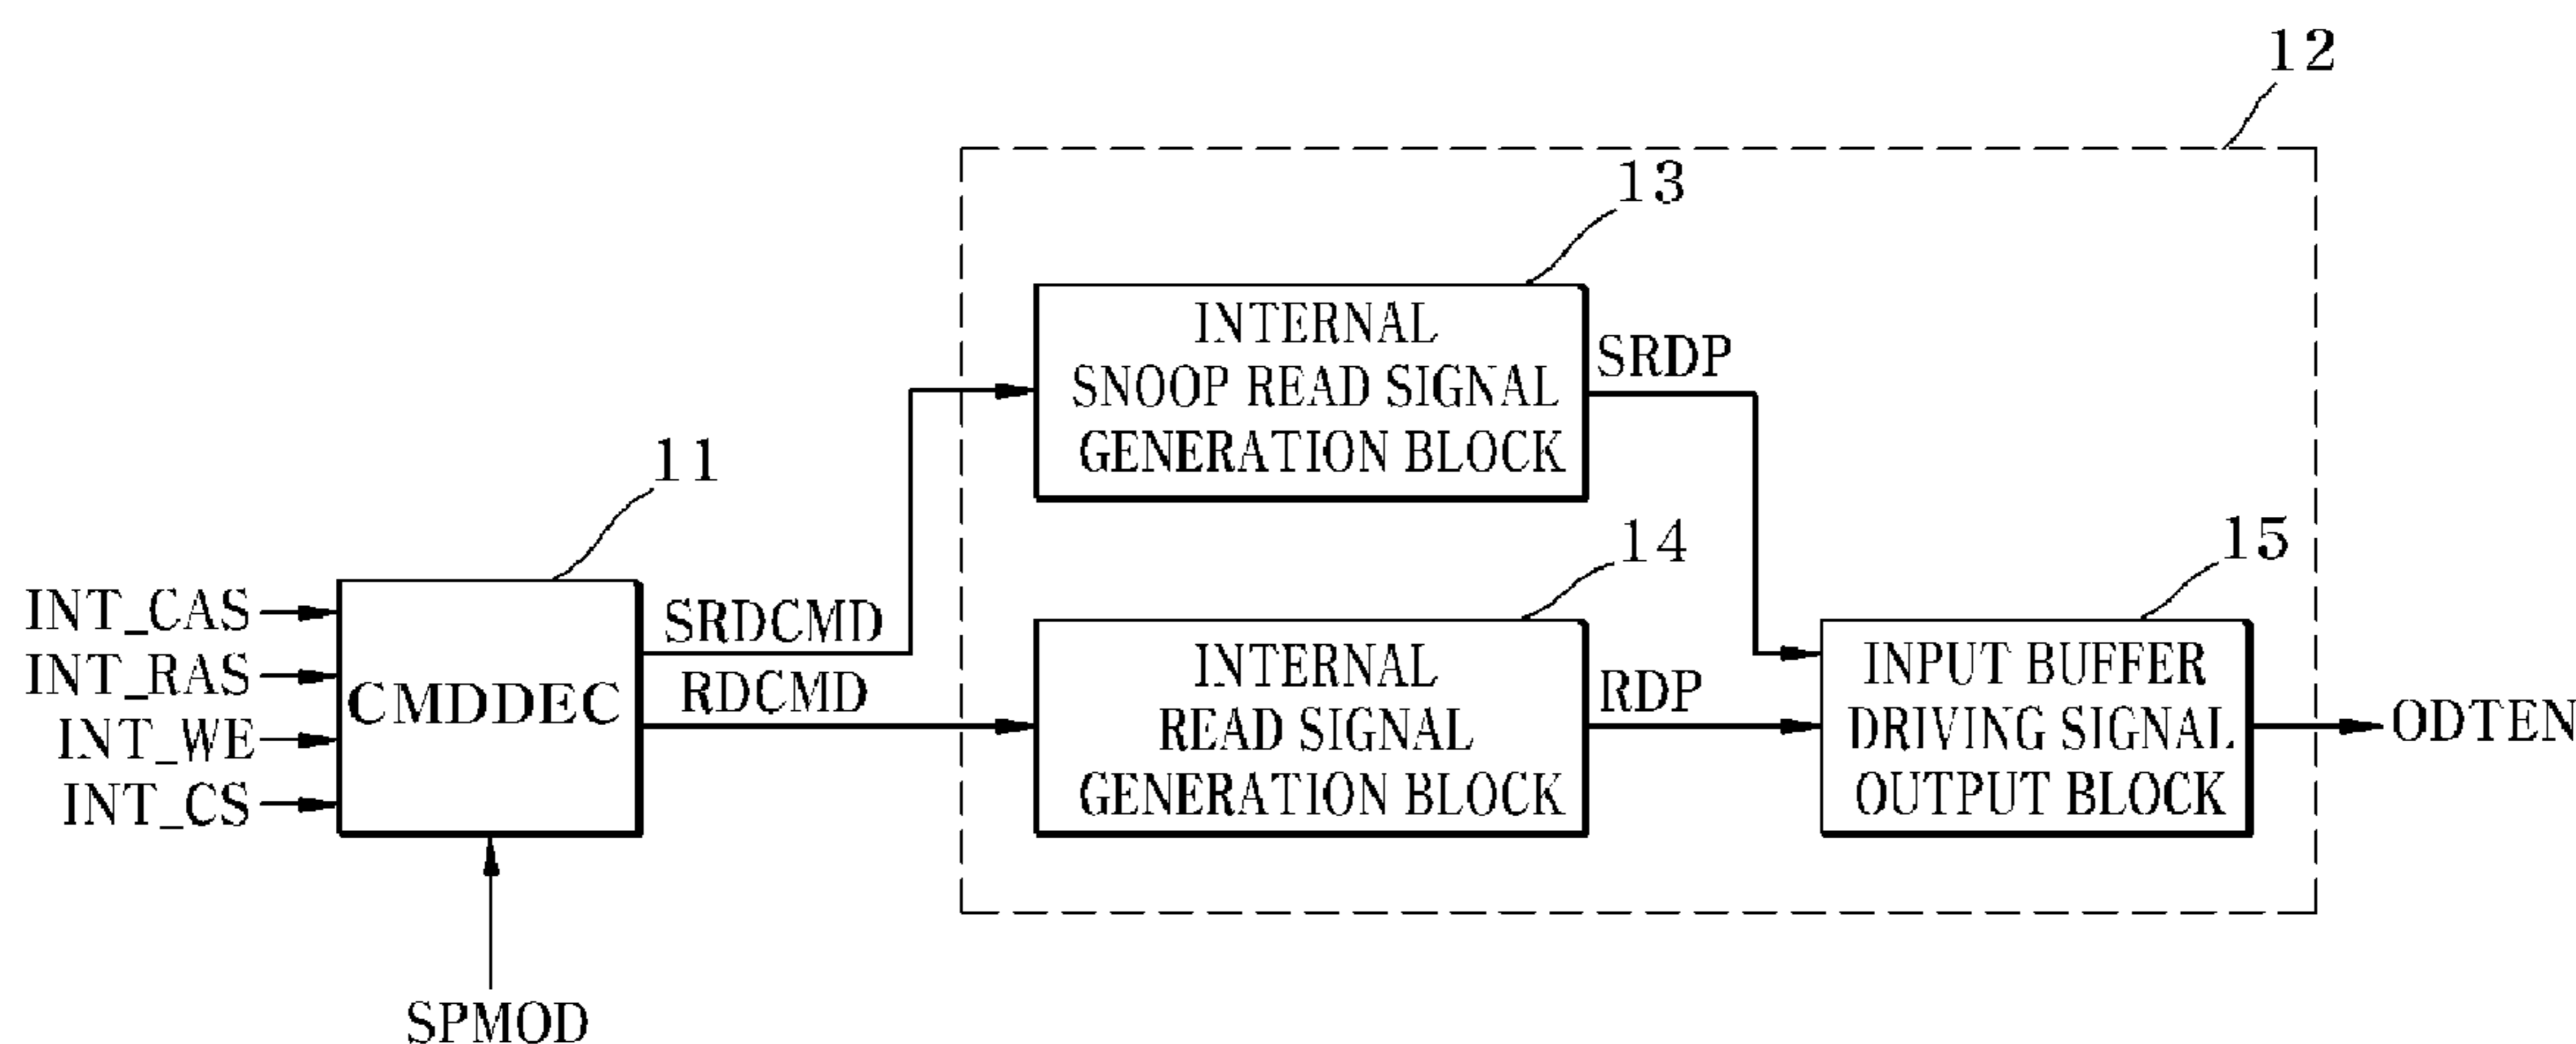 12
13
INTERNAL
SNOOP READ SIGNAL
GENERATION BLOCK
SRDP
11
14
15
INT_CAS
INT_RAS
INT_WE
INT_CS
CMDDEC
SRDCMD
RDCMD
INTERNAL
READ SIGNAL
GENERATION BLOCK
RDP
INPUT BUFFER
DRIVING SIGNAL
OUTPUT BLOCK
ODTEN
SPMOD